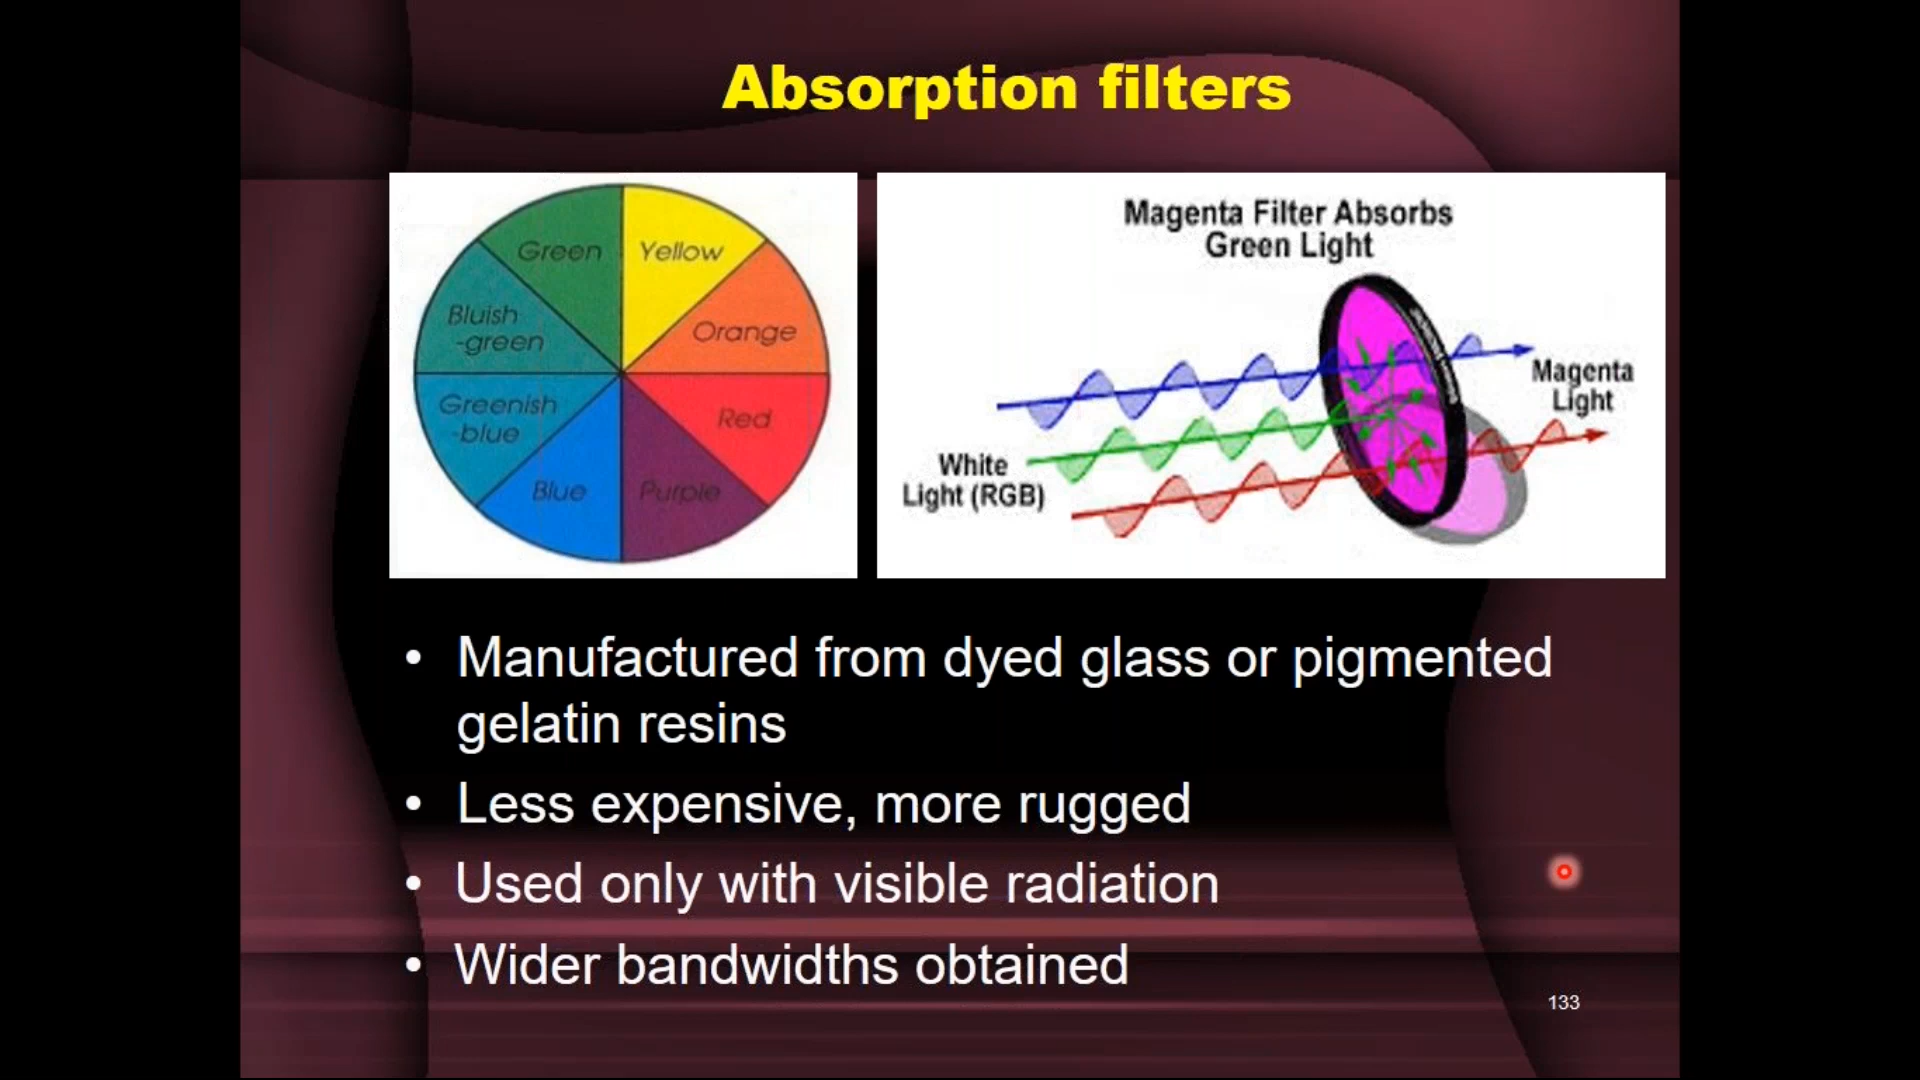 Absorption filters
Green
Yellow
Bluish
-green
Orange
Greenish
-blue
Red
Blue
Purple
Magenta Filter Absorbs
Green Light
Magenta
Light
White
Light (RGB)
• Manufactured from dyed glass or pigmented
gelatin resins
• Less expensive, more rugged
• Used only with visible radiation
• Wider bandwidths obtained
133